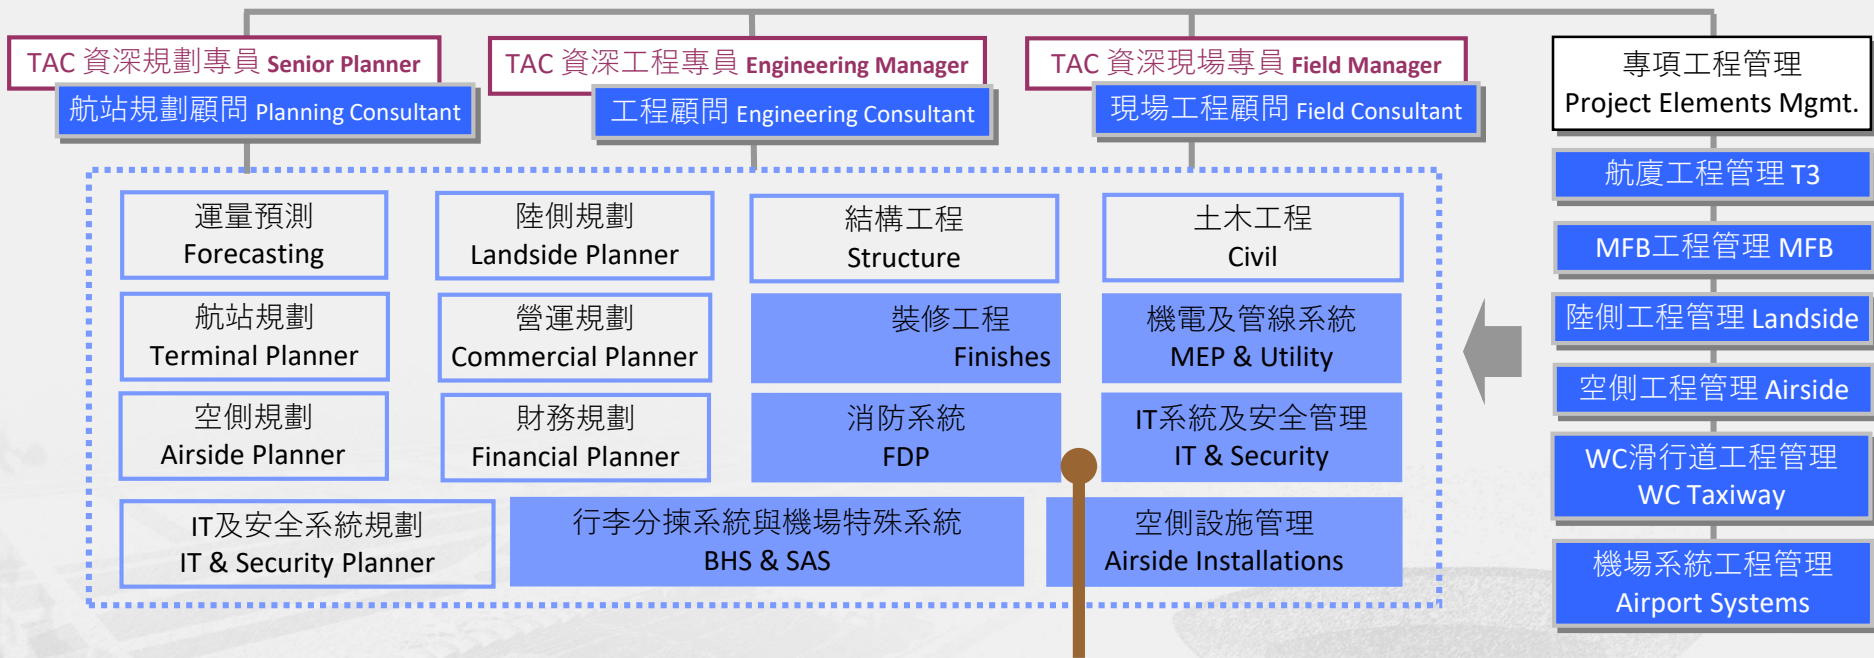 TAC 資深規劃專員 Senior Planner
航站規劃顧問 Planning Consultant
TAC 資深工程專員 Engineering Manager
工程顧問 Engineering Consultant
TAC 資深現場專員 Field Manager
現場工程顧問 Field Consultant
專項工程管理
Project Elements Mgmt.
運量預測
Forecasting
陸側規劃
Landside Planner
結構工程
Structure
土木工程
Civil
航站規劃
Terminal Planner
營運規劃
Commercial Planner
裝修工程
Finishes
機電及管線系統
MEP & Utility
空側規劃
Airside Planner
財務規劃
Financial Planner
消防系統
FDP
IT系統及安全管理
IT & Security
IT及安全系統規劃
IT & Security Planner
行李分揀系統與機場特殊系統
BHS & SAS
空側設施管理
Airside Installations
航廈工程管理 T3
MFB工程管理 MFB
陸側工程管理 Landside
空側工程管理 Airside
WC滑行道工程管理
WC Taxiway
機場系統工程管理
Airport Systems